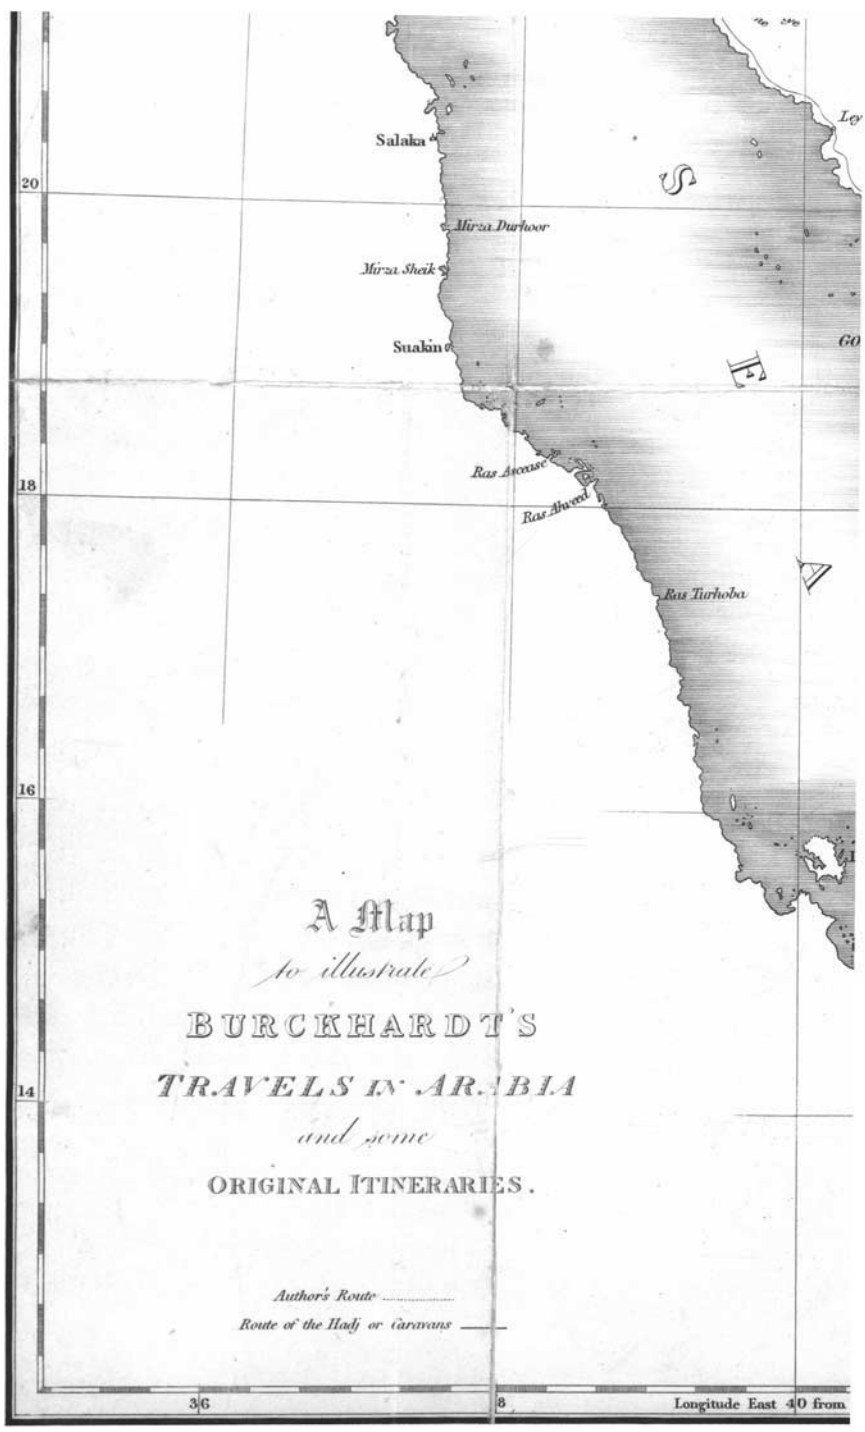 Ley
Salaka
S
20
Mirza Durhoor
Mirza Sheik
GO
Suakin
E
Ras Ascease
18
Ras Ahweed
A
Ras Turhoba
16
A Map
to illustrate
BURCKHARDT'S
14
TRAVELS IN ARABIA
and some
ORIGINAL ITINERARIES.
Author's Route
Route of the Hadj or Caravans
36
8
Longitude East 40 from